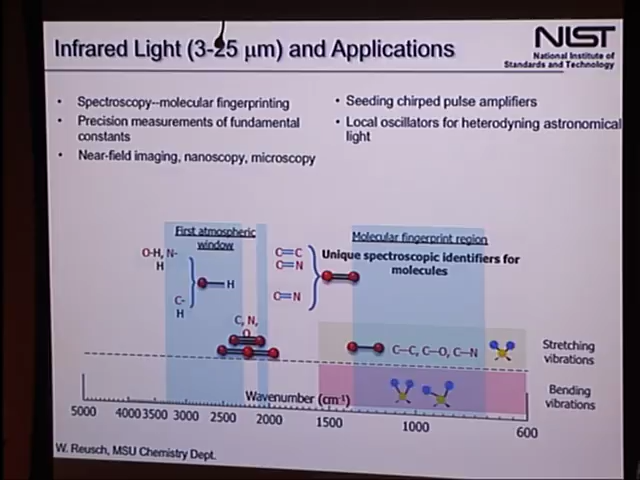 Infrared Light (3-25 μm) and Applications
NIST
National Institute of
Standards and Technology
• Spectroscopy--molecular fingerprinting
• Precision measurements of fundamental
constants
• Near-field imaging, nanoscopy, microscopy
• Seeding chirped pulse amplifiers
• Local oscillators for heterodyning astronomical
light
First atmospheric
window
Molecular fingerprint region
Unique spectroscopic identifiers for
molecules
O-H, N-
H
C-
H
H
C=C
C=N
C=N
C, N,
O
C-C, C-O, C-N
Stretching
vibrations
Bending
vibrations
Wavenumber (cm-1)
5000 4000 3500 3000 2500 2000 1500 1000 600
W. Reusch, MSU Chemistry Dept.